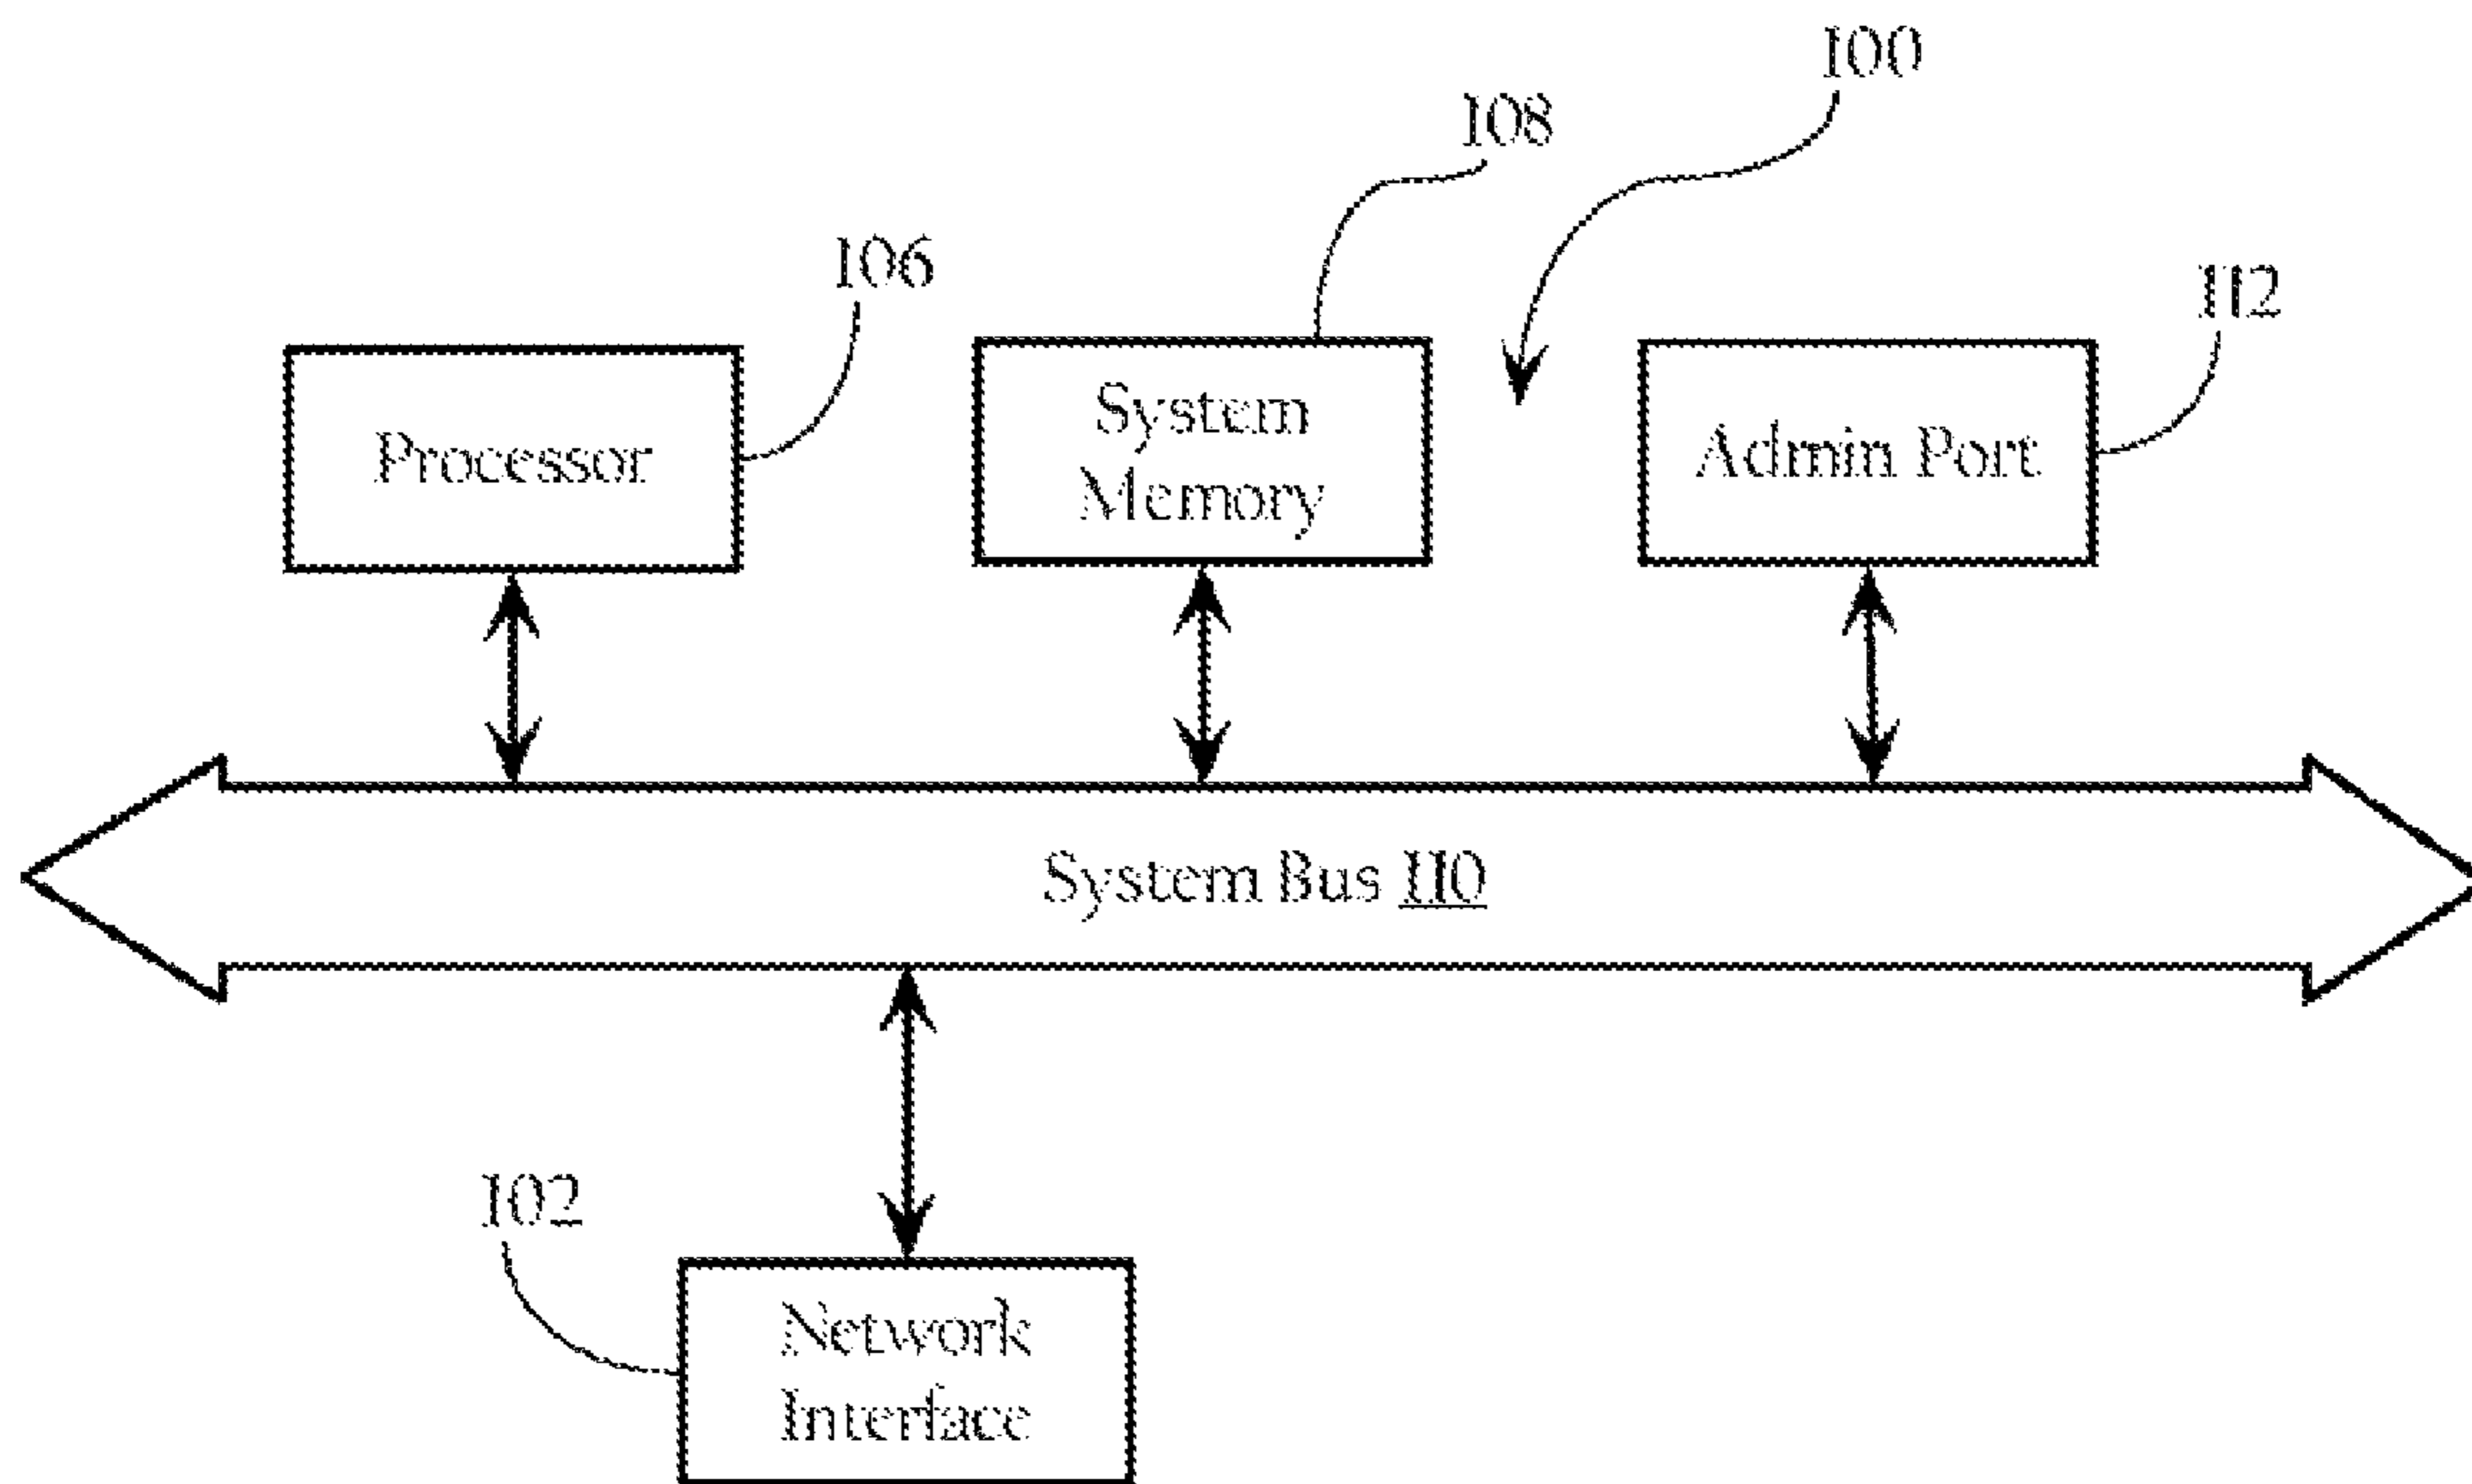 100
108
106
112
Processor
System
Memory
Admin Port
System Bus 110
102
Network
Interface